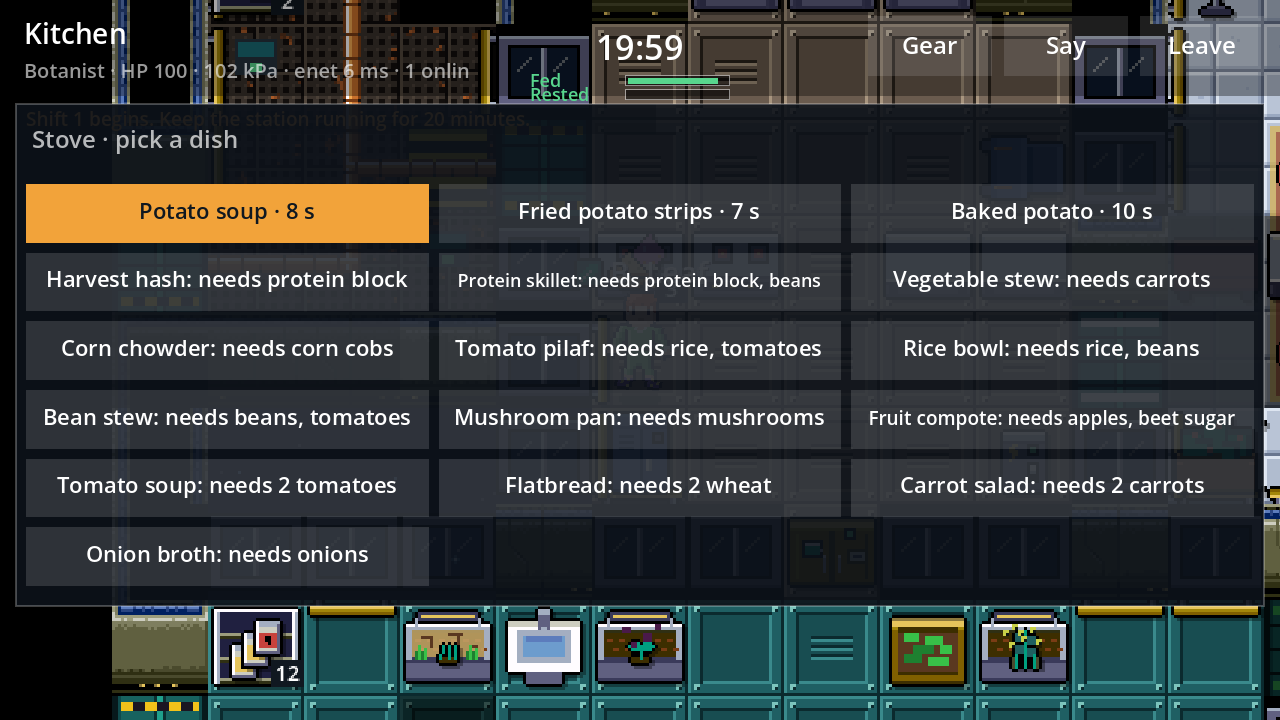 2
Kitchen
Botanist · HP 100 · 102 kPa · enet 6 ms · 1 onlin
19:59
Fed
Rested
Gear
Say
Leave
Shift 1 begins. Keep the station running for 20 minutes.
Stove · pick a dish
Potato soup · 8 s
Fried potato strips · 7 s
Baked potato · 10 s
Harvest hash: needs protein block
Protein skillet: needs protein block, beans
Vegetable stew: needs carrots
Corn chowder: needs corn cobs
Tomato pilaf: needs rice, tomatoes
Rice bowl: needs rice, beans
Bean stew: needs beans, tomatoes
Mushroom pan: needs mushrooms
Fruit compote: needs apples, beet sugar
Tomato soup: needs 2 tomatoes
Flatbread: needs 2 wheat
Carrot salad: needs 2 carrots
Onion broth: needs onions
12